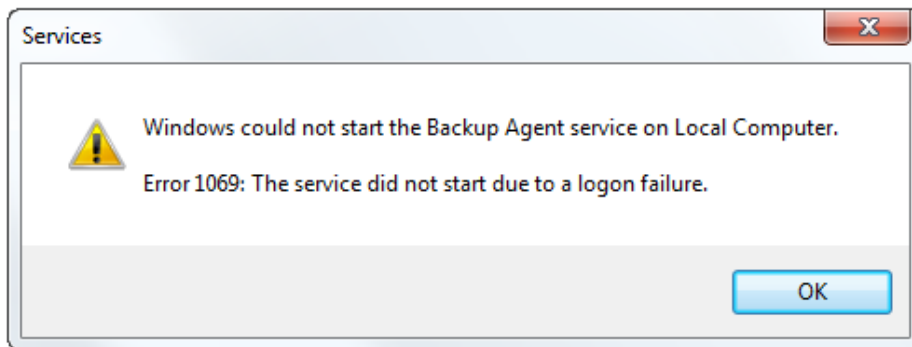 Services
Windows could not start the Backup Agent service on Local Computer.
Error 1069: The service did not start due to a logon failure.
OK